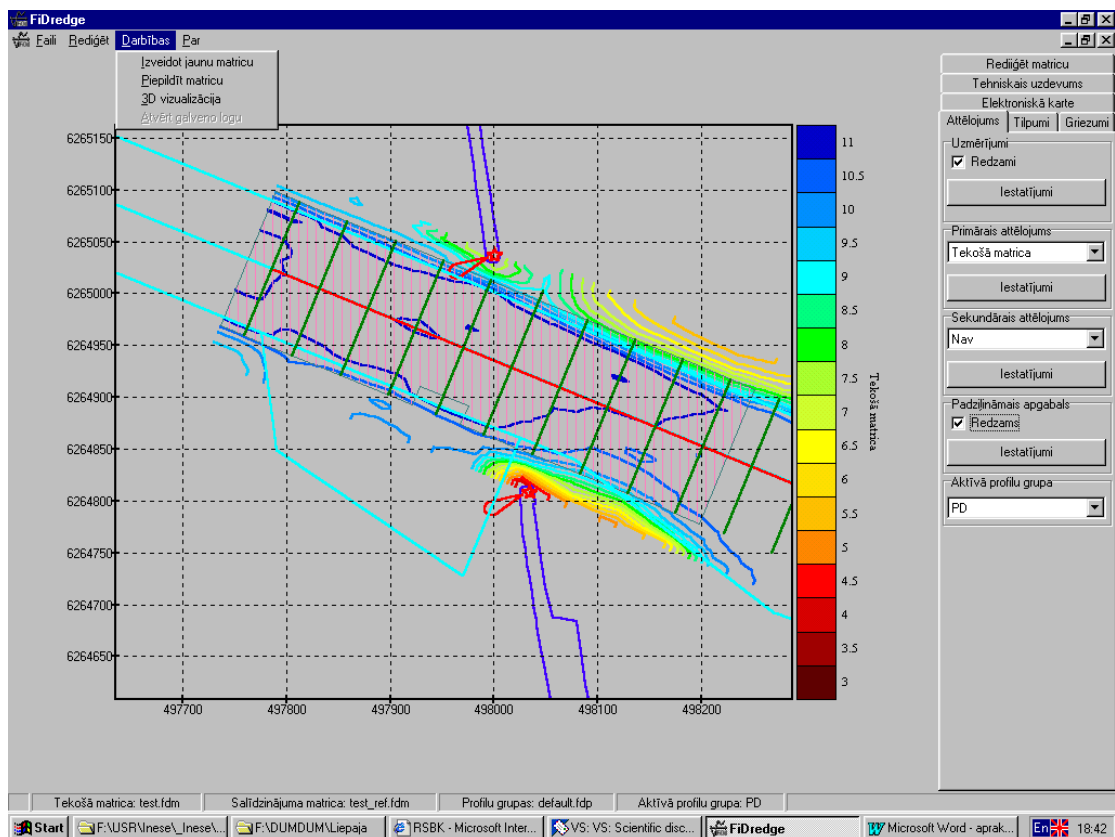 FiDredge
Faili Rediģēt Darbības Par
Izveidot jaunu matricu
Piepildīt matricu
3D vizualizācija
Atvērt galveno logu
Rediiģēt matricu
Tehniskais uzdevums
Elektroniskā karte
Attēlojums Tilpumi Griezumi
Uzmērījumi
Redzami
Iestatījumi
Primārais attēlojums
Tekošā matrica
Iestatījumi
Sekundārais attēlojums
Nav
Iestatījumi
Padziļināmais apgabals
Redzams
Iestatījumi
Aktīvā profilu grupa
PD
6265150
6265100
6265050
6265000
6264950
6264900
6264850
6264800
6264750
6264700
6264650
497700 497800 497900 498000 498100 498200
11
10.5
10
9.5
9
8.5
8
7.5
7
6.5
6
5.5
5
4.5
4
3.5
3
Tekošā matrica
Tekošā matrica: test.fdm Salīdzinājuma matrica: test_ref.fdm Profilu grupas: default.fdp Aktīvā profilu grupa: PD
Start F:\USR\Inese\_Inese\... F:\DUMDUM\Liepaja RSBK - Microsoft Inter... VS: VS: Scientific disc... FiDredge Microsoft Word - aprak... En 18:42